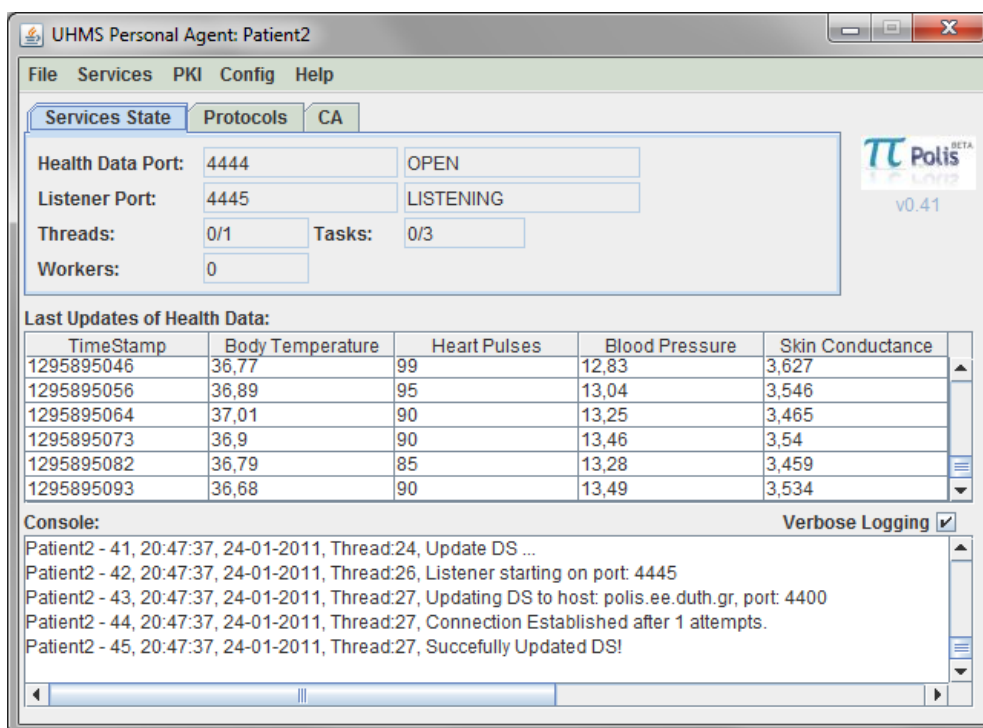 UHMS Personal Agent: Patient2
File Services PKI Config Help
Services State Protocols CA
Health Data Port: 4444 OPEN
Listener Port: 4445 LISTENING
Threads: 0/1 Tasks: 0/3
Workers: 0
ππ Polis BETA
v0.41
Last Updates of Health Data:
TimeStamp Body Temperature Heart Pulses Blood Pressure Skin Conductance
1295895046 36,77 99 12,83 3,627
1295895056 36,89 95 13,04 3,546
1295895064 37,01 90 13,25 3,465
1295895073 36,9 90 13,46 3,54
1295895082 36,79 85 13,28 3,459
1295895093 36,68 90 13,49 3,534
Console: Verbose Logging
Patient2 - 41, 20:47:37, 24-01-2011, Thread:24, Update DS ...
Patient2 - 42, 20:47:37, 24-01-2011, Thread:26, Listener starting on port: 4445
Patient2 - 43, 20:47:37, 24-01-2011, Thread:27, Updating DS to host: polis.ee.duth.gr, port: 4400
Patient2 - 44, 20:47:37, 24-01-2011, Thread:27, Connection Established after 1 attempts.
Patient2 - 45, 20:47:37, 24-01-2011, Thread:27, Succefully Updated DS!